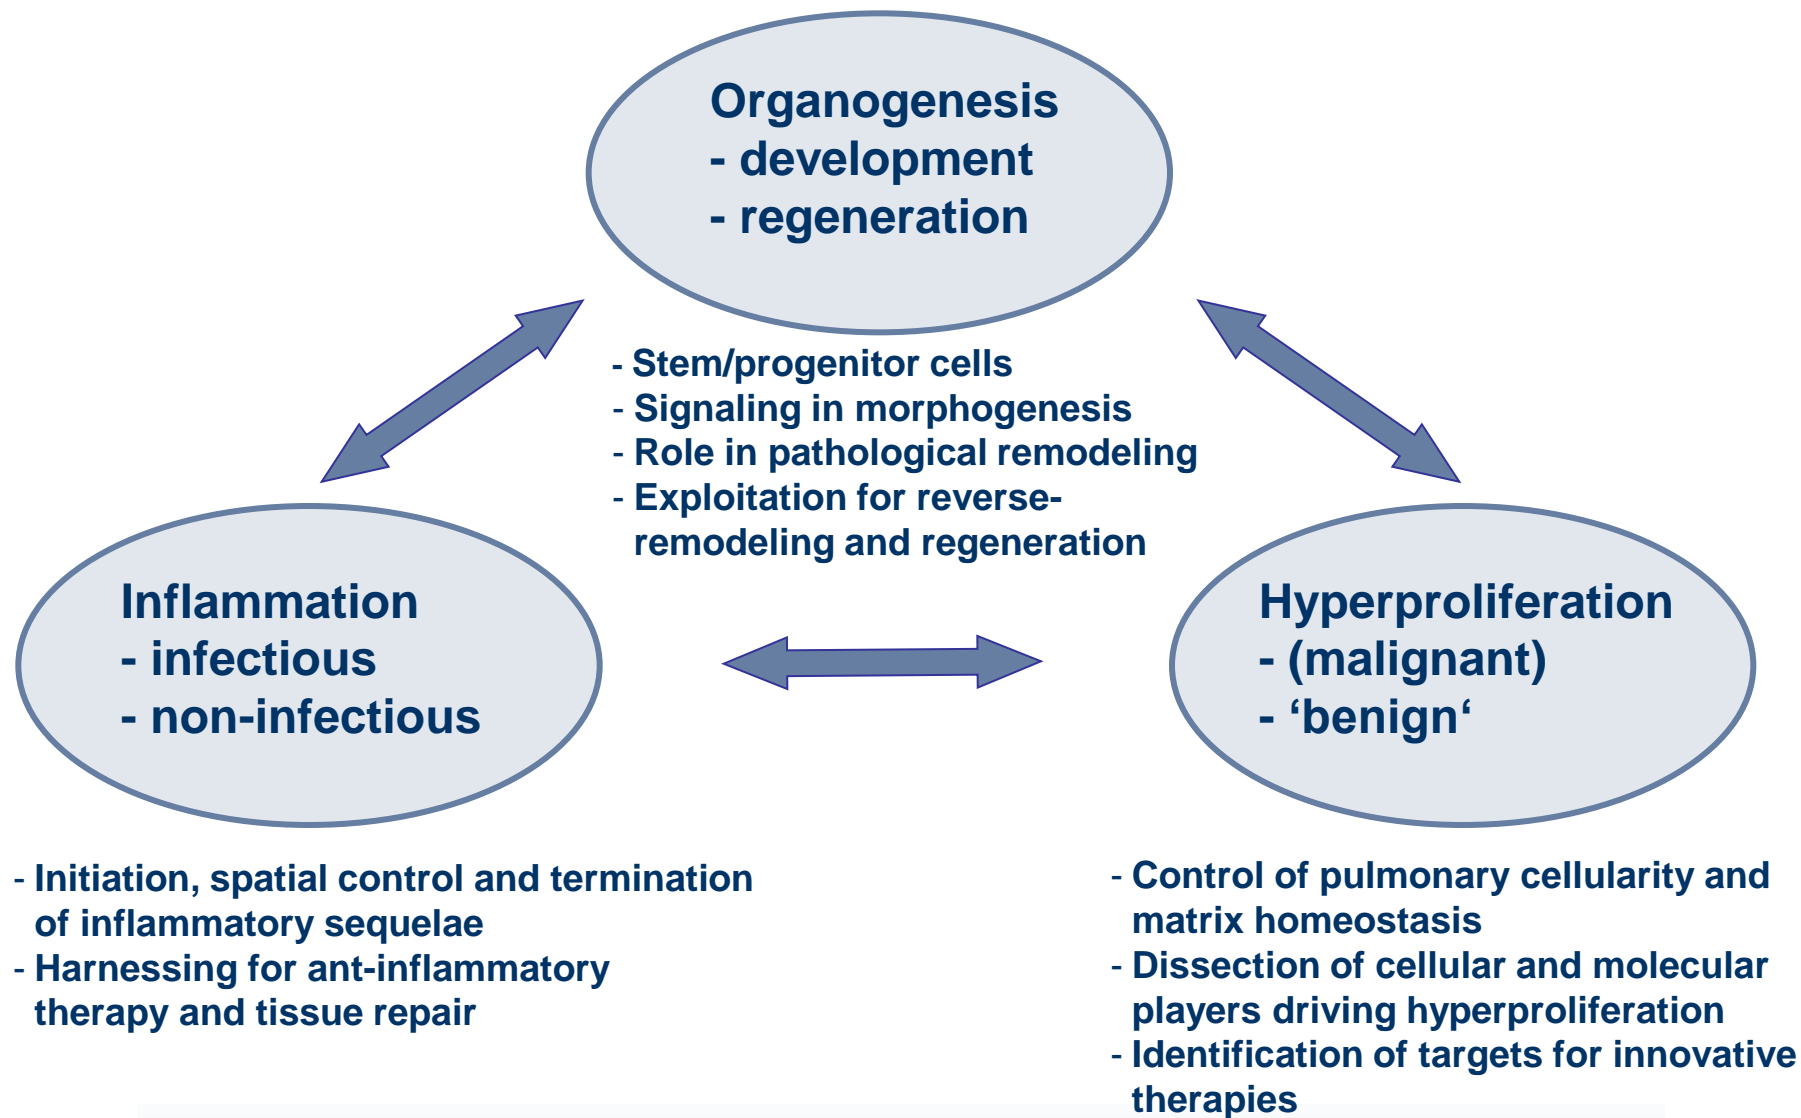 Organogenesis
- development
- regeneration
- Stem/progenitor cells
- Signaling in morphogenesis
- Role in pathological remodeling
- Exploitation for reverse-
remodeling and regeneration
Inflammation
- infectious
- non-infectious
Hyperproliferation
- (malignant)
- ‘benign‘
- Initiation, spatial control and termination
of inflammatory sequelae
- Harnessing for ant-inflammatory
therapy and tissue repair
- Control of pulmonary cellularity and
matrix homeostasis
- Dissection of cellular and molecular
players driving hyperproliferation
- Identification of targets for innovative
therapies